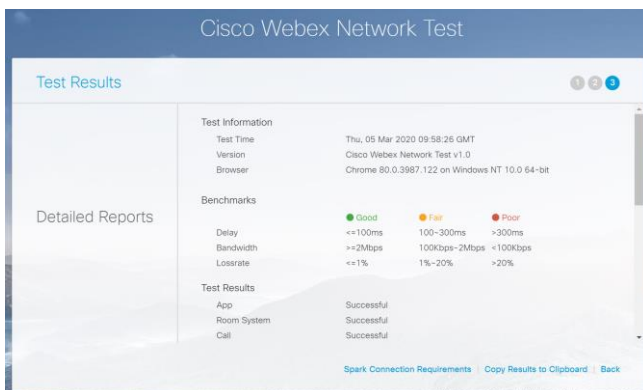 Cisco Webex Network Test
Test Results
1 2 3
Detailed Reports
Test Information
Test Time Thu, 05 Mar 2020 09:58:26 GMT
Version Cisco Webex Network Test v1.0
Browser Chrome 80.0.3987.122 on Windows NT 10.0 64-bit
Benchmarks
Good Fair Poor
Delay <=100ms 100~300ms >300ms
Bandwidth >=2Mbps 100Kbps~2Mbps <100Kbps
Lossrate <=1% 1%~20% >20%
Test Results
App Successful
Room System Successful
Call Successful
Spark Connection Requirements | Copy Results to Clipboard | Back